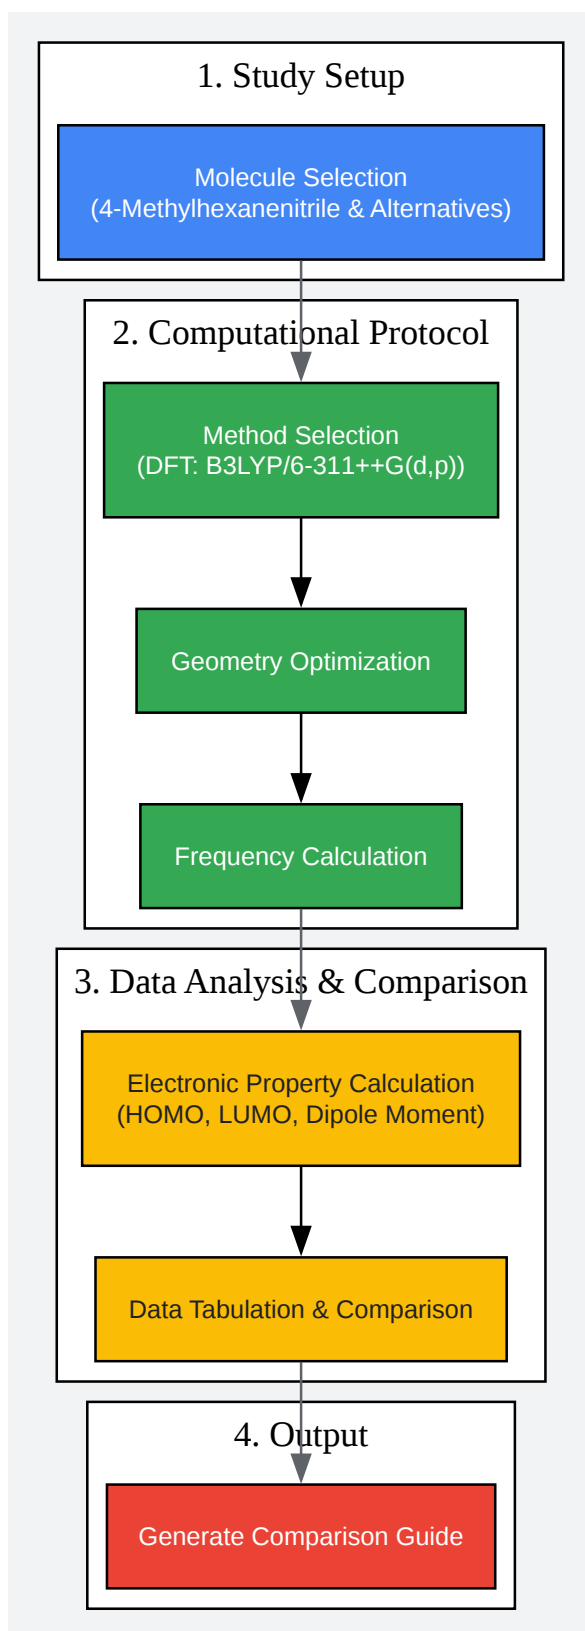 1. Study Setup
Molecule Selection
(4-Methylhexanenitrile & Alternatives)
2. Computational Protocol
Method Selection
(DFT: B3LYP/6-311++G(d,p))
Geometry Optimization
Frequency Calculation
3. Data Analysis & Comparison
Electronic Property Calculation
(HOMO, LUMO, Dipole Moment)
Data Tabulation & Comparison
4. Output
Generate Comparison Guide